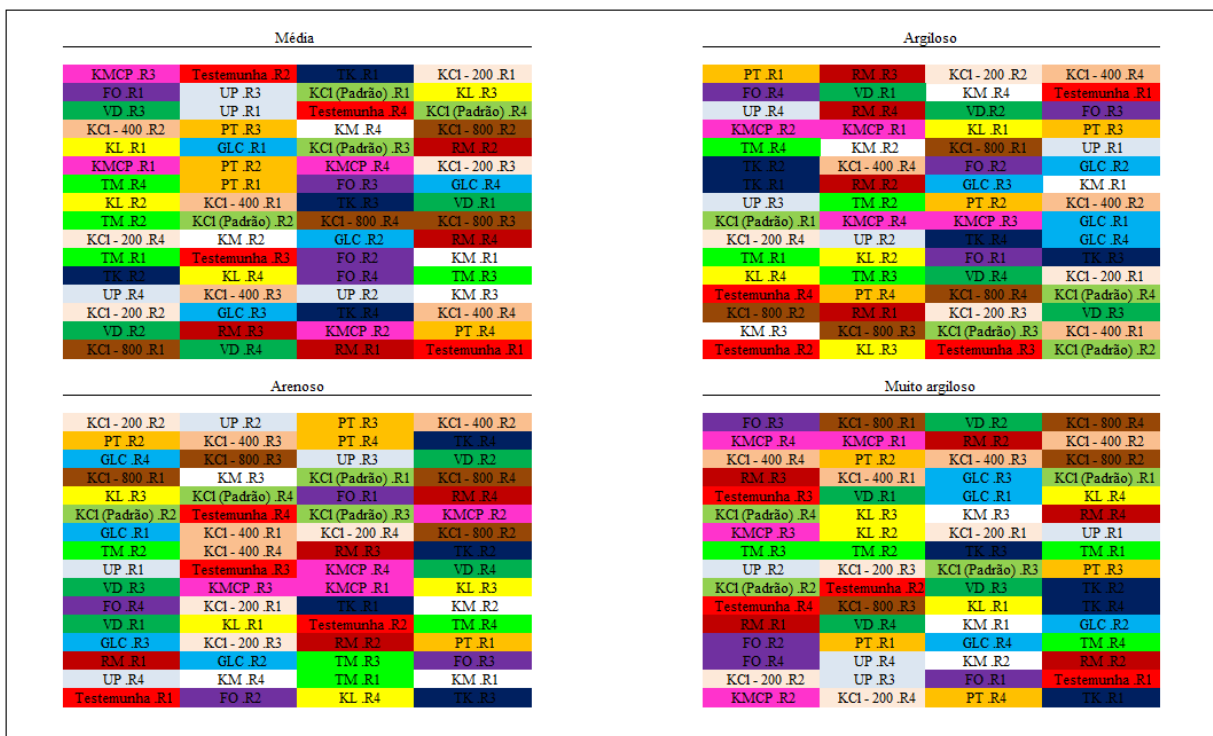 Média
KMCP .R3 Testemunha .R2 TK .R1 KCl - 200 .R1
FO .R1 UP .R3 KCl (Padrão) .R1 KL .R3
VD .R3 UP .R1 Testemunha .R4 KCl (Padrão) .R4
KCl - 400 .R2 PT .R3 KM .R4 KCl - 800 .R2
KL .R1 GLC .R1 KCl (Padrão) .R3 RM .R2
KMCP .R1 PT .R2 KMCP .R4 KCl - 200 .R3
TM .R4 PT .R1 FO .R3 GLC .R4
KL .R2 KCl - 400 .R1 TK .R3 VD .R1
TM .R2 KCl (Padrão) .R2 KCl - 800 .R4 KCl - 800 .R3
KCl - 200 .R4 KM .R2 GLC .R2 RM .R4
TM .R1 Testemunha .R3 FO .R2 KM .R1
TK .R2 KL .R4 FO .R4 TM .R3
UP .R4 KCl - 400 .R3 UP .R2 KM .R3
KCl - 200 .R2 GLC .R3 TK .R4 KCl - 400 .R4
VD .R2 RM .R3 KMCP .R2 PT .R4
KCl - 800 .R1 VD .R4 RM .R1 Testemunha .R1
Argiloso
PT .R1 RM .R3 KCl - 200 .R2 KCl - 400 .R4
FO .R4 VD .R1 KM .R4 Testemunha .R1
UP .R4 RM .R4 VD.R2 FO .R3
KMCP .R2 KMCP .R1 KL .R1 PT .R3
TM .R4 KM .R2 KCl - 800 .R1 UP .R1
TK .R2 KCl - 400 .R4 FO .R2 GLC .R2
TK .R1 RM .R2 GLC .R3 KM .R1
UP .R3 TM .R2 PT .R2 KCl - 400 .R2
KCl (Padrão) .R1 KMCP .R4 KMCP .R3 GLC .R1
KCl - 200 .R4 UP .R2 TK .R4 GLC .R4
TM .R1 KL .R2 FO .R1 TK .R3
KL .R4 TM .R3 VD .R4 KCl - 200 .R1
Testemunha .R4 PT .R4 KCl - 800 .R4 KCl (Padrão) .R4
KCl - 800 .R2 RM .R1 KCl - 200 .R3 VD .R3
KM .R3 KCl - 800 .R3 KCl (Padrão) .R3 KCl - 400 .R1
Testemunha .R2 KL .R3 Testemunha .R3 KCl (Padrão) .R2
Arenoso
KCl - 200 .R2 UP .R2 PT .R3 KCl - 400 .R2
PT .R2 KCl - 400 .R3 PT .R4 TK .R4
GLC .R4 KCl - 800 .R3 UP .R3 VD .R2
KCl - 800 .R1 KM .R3 KCl (Padrão) .R1 KCl - 800 .R4
KL .R3 KCl (Padrão) .R4 FO .R1 RM .R4
KCl (Padrão) .R2 Testemunha .R4 KCl (Padrão) .R3 KMCP .R2
GLC .R1 KCl - 400 .R1 KCl - 200 .R4 KCl - 800 .R2
TM .R2 KCl - 400 .R4 RM .R3 TK .R2
UP .R1 Testemunha .R3 KMCP .R4 VD .R4
VD .R3 KMCP .R3 KMCP .R1 KL .R3
FO .R4 KCl - 200 .R1 TK .R1 KM .R2
VD .R1 KL .R1 Testemunha .R2 TM .R4
GLC .R3 KCl - 200 .R3 RM .R2 PT .R1
RM .R1 GLC .R2 TM .R3 FO .R3
UP .R4 KM .R4 TM .R1 KM .R1
Testemunha .R1 FO .R2 KL .R4 TK .R3
Muito argiloso
FO .R3 KCl - 800 .R1 VD .R2 KCl - 800 .R4
KMCP .R4 KMCP .R1 RM .R2 KCl - 400 .R2
KCl - 400 .R4 PT .R2 KCl - 400 .R3 KCl - 800 .R2
RM .R3 KCl - 400 .R1 GLC .R3 KCl (Padrão) .R1
Testemunha .R3 VD .R1 GLC .R1 KL .R4
KCl (Padrão) .R4 KL .R3 KM .R3 RM .R4
KMCP .R3 KL .R2 KCl - 200 .R1 UP .R1
TM .R3 TM .R2 TK .R3 TM .R1
UP .R2 KCl - 200 .R3 KCl (Padrão) .R3 PT .R3
KCl (Padrão) .R2 Testemunha .R2 VD .R3 TK .R2
Testemunha .R4 KCl - 800 .R3 KL .R1 TK .R4
RM .R1 VD .R4 KM .R1 GLC .R2
FO .R2 PT .R1 GLC .R4 TM .R4
FO .R4 UP .R4 KM .R2 RM .R2
KCl - 200 .R2 UP .R3 FO .R1 Testemunha .R1
KMCP .R2 KCl - 200 .R4 PT .R4 TK .R1